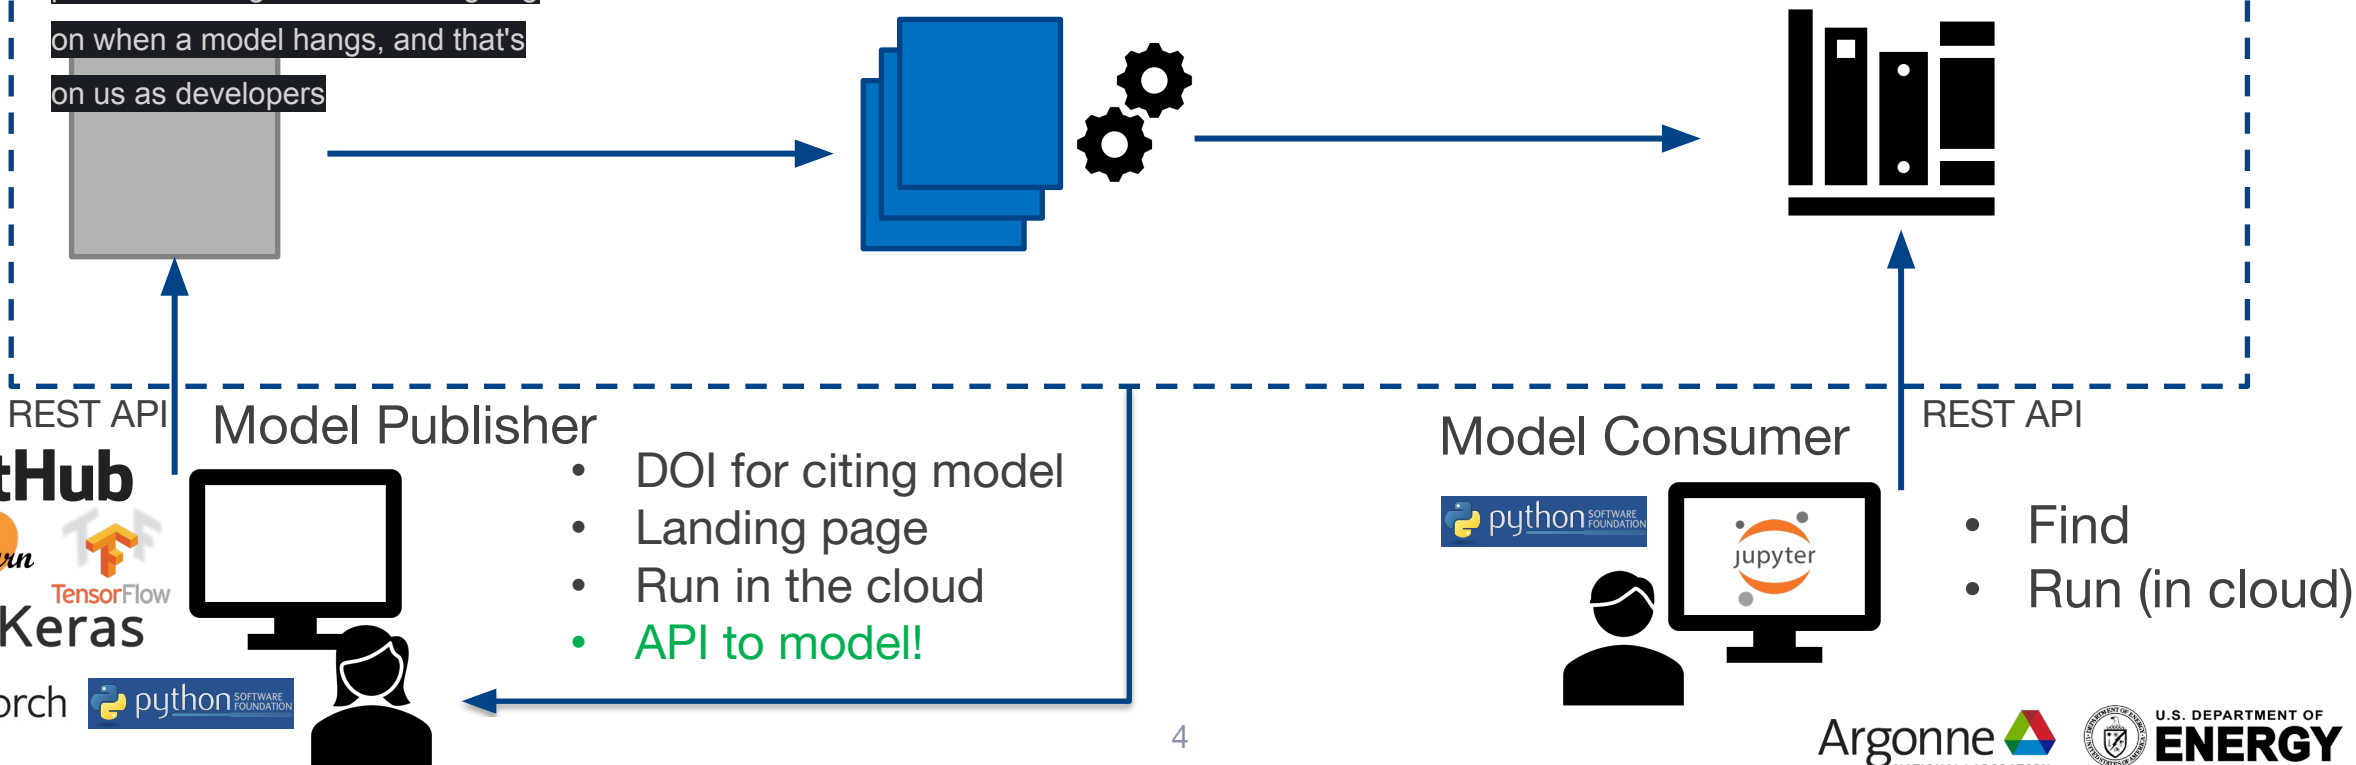 on when a model hangs, and that's
on us as developers
REST API
Model Publisher
• DOI for citing model
• Landing page
• Run in the cloud
• API to model!
tHub
TensorFlow
Keras
orch
python SOFTWARE FOUNDATION
Model Consumer
REST API
python SOFTWARE FOUNDATION
jupyter
• Find
• Run (in cloud)
4
Argonne
U.S. DEPARTMENT OF
ENERGY